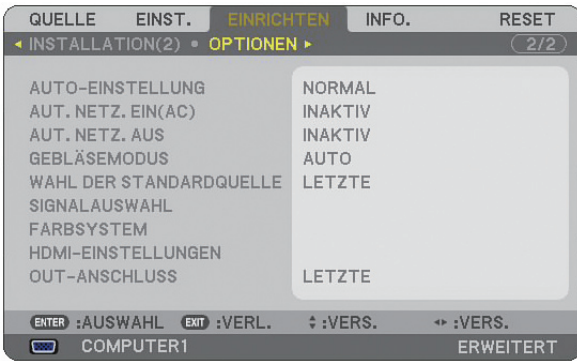 QUELLE EINST. EINRICHTEN INFO. RESET
◂ INSTALLATION(2) • OPTIONEN ▸ 2/2
AUTO-EINSTELLUNG NORMAL
AUT. NETZ. EIN(AC) INAKTIV
AUT. NETZ. AUS INAKTIV
GEBLÄSEMODUS AUTO
WAHL DER STANDARDQUELLE LETZTE
SIGNALAUSWAHL
FARBSYSTEM
HDMI-EINSTELLUNGEN
OUT-ANSCHLUSS LETZTE
ENTER :AUSWAHL EXIT :VERL. ♦ :VERS. ◂▸ :VERS.
COMPUTER1 ERWEITERT